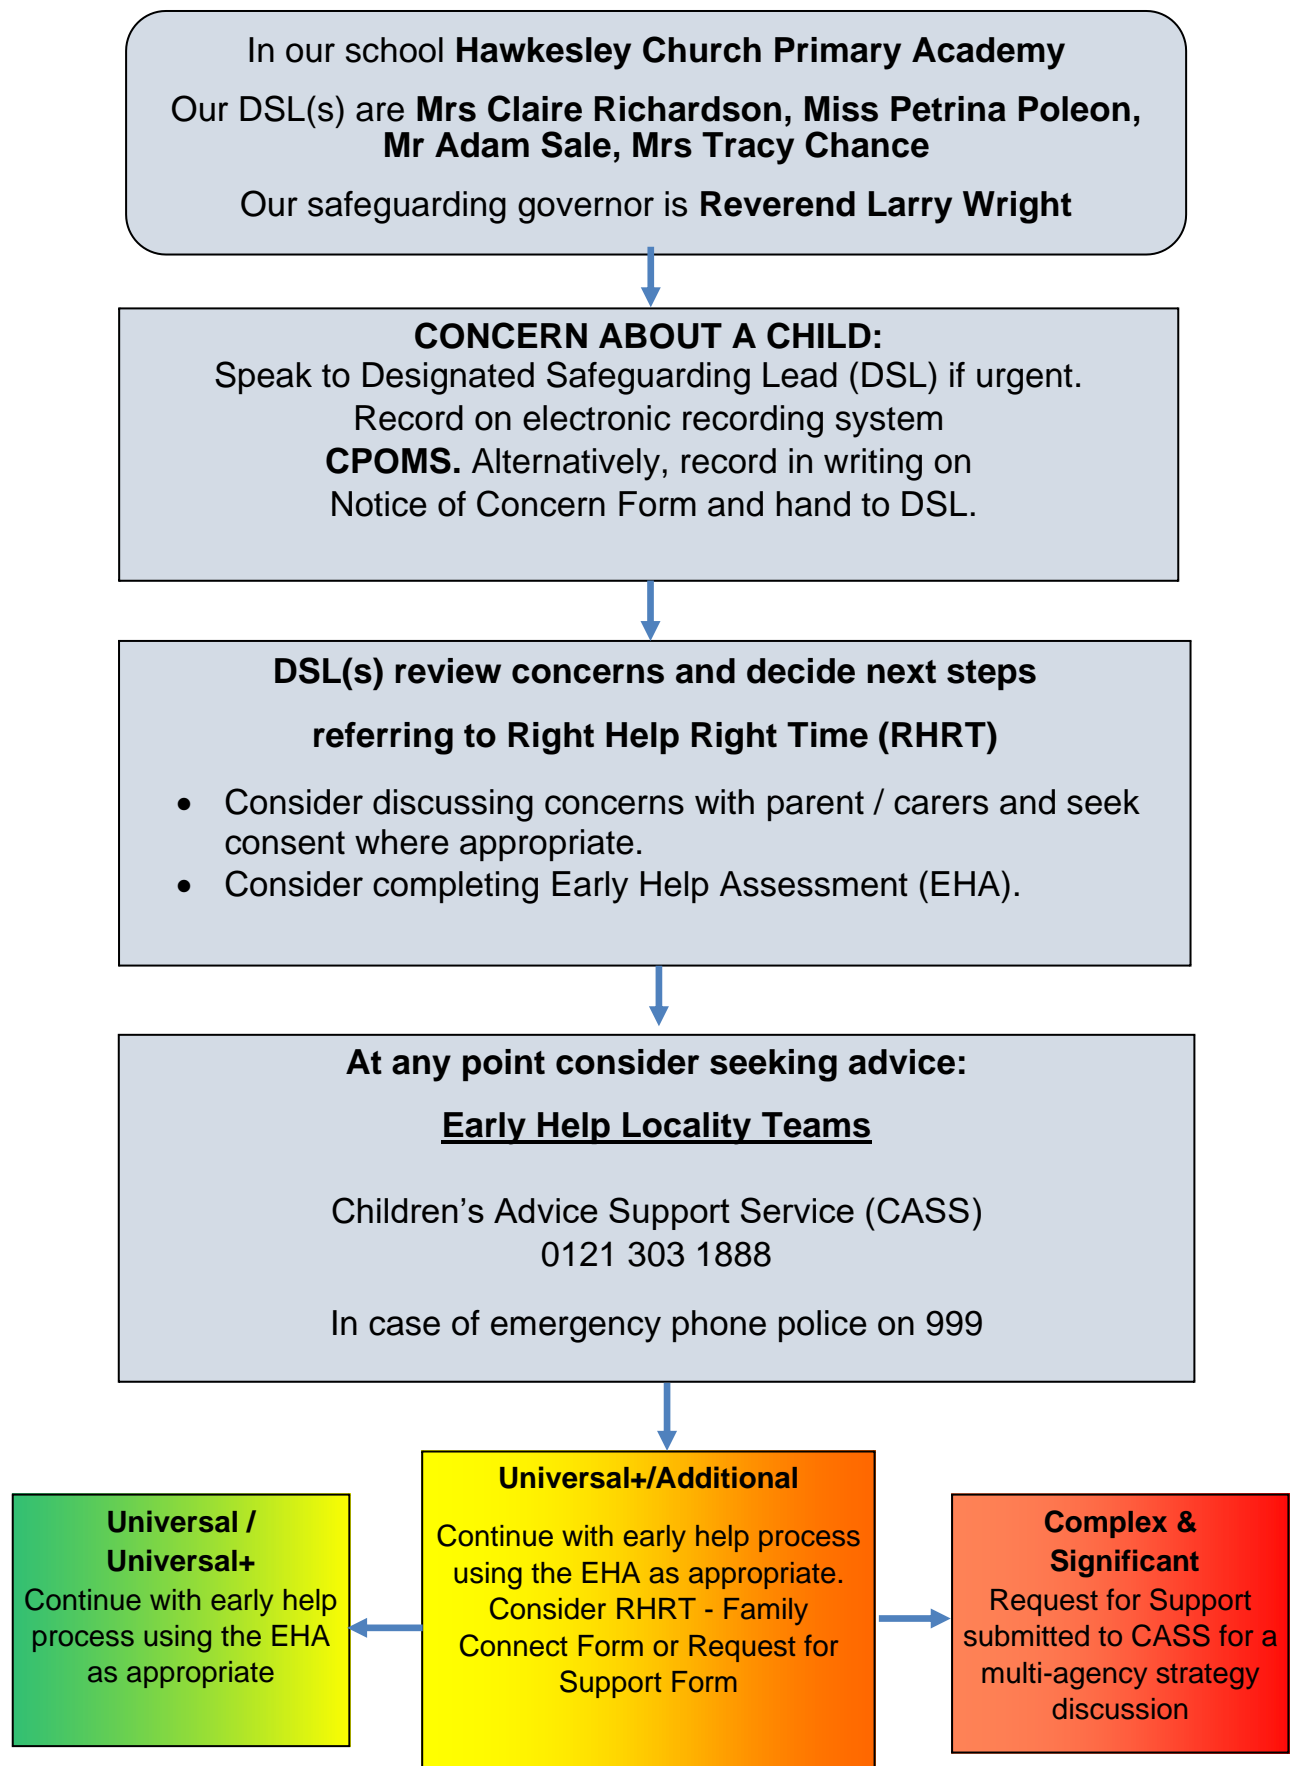 In our school Hawkesley Church Primary Academy
Our DSL(s) are Mrs Claire Richardson, Miss Petrina Poleon,
Mr Adam Sale, Mrs Tracy Chance
Our safeguarding governor is Reverend Larry Wright
CONCERN ABOUT A CHILD:
Speak to Designated Safeguarding Lead (DSL) if urgent.
Record on electronic recording system
CPOMS. Alternatively, record in writing on
Notice of Concern Form and hand to DSL.
DSL(s) review concerns and decide next steps
referring to Right Help Right Time (RHRT)
• Consider discussing concerns with parent / carers and seek
consent where appropriate.
• Consider completing Early Help Assessment (EHA).
At any point consider seeking advice:
Early Help Locality Teams
Children’s Advice Support Service (CASS)
0121 303 1888
In case of emergency phone police on 999
Universal /
Universal+
Continue with early help
process using the EHA
as appropriate
Universal+/Additional
Continue with early help process
using the EHA as appropriate.
Consider RHRT - Family
Connect Form or Request for
Support Form
Complex &
Significant
Request for Support
submitted to CASS for a
multi-agency strategy
discussion